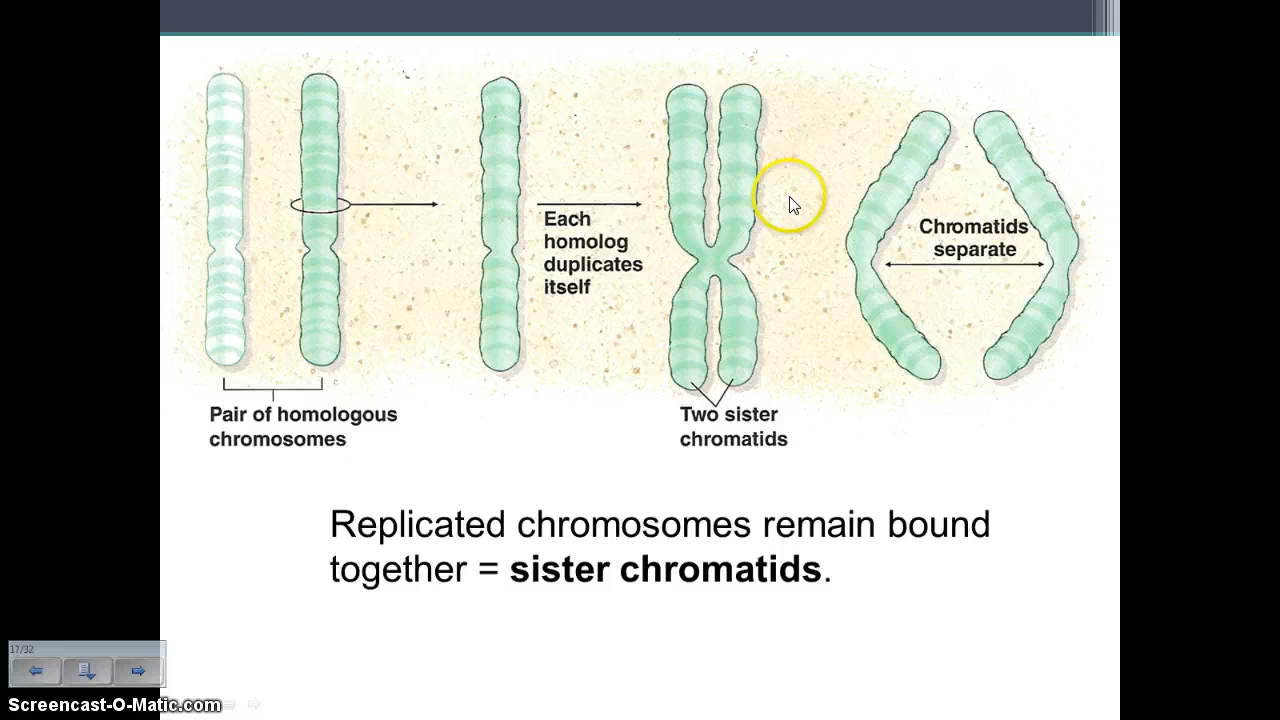 Each
homolog
duplicates
itself
Chromatids
separate
Pair of homologous
chromosomes
Two sister
chromatids
Replicated chromosomes remain bound
together = sister chromatids.
17/32
Screencast-O-Matic.com